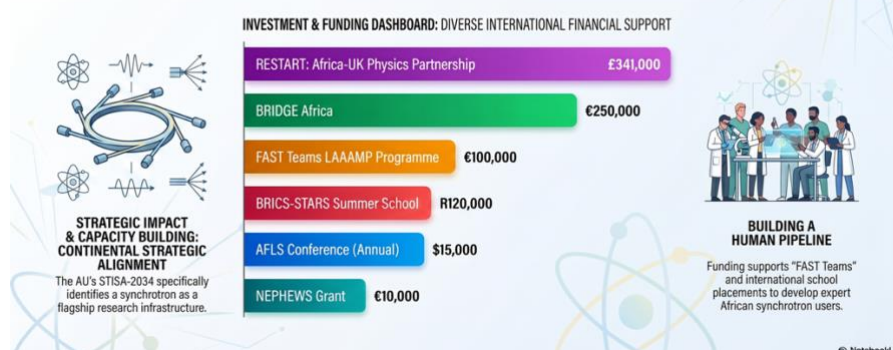 INVESTMENT & FUNDING DASHBOARD: DIVERSE INTERNATIONAL FINANCIAL SUPPORT
RESTART: Africa-UK Physics Partnership £341,000
BRIDGE Africa €250,000
FAST Teams LAAAMP Programme €100,000
BRICS-STARS Summer School R120,000
AFLS Conference (Annual) $15,000
NEPHEWS Grant €10,000
STRATEGIC IMPACT
& CAPACITY BUILDING:
CONTINENTAL STRATEGIC
ALIGNMENT
The AU's STISA-2034 specifically
identifies a synchrotron as a
flagship research infrastructure.
BUILDING A
HUMAN PIPELINE
Funding supports "FAST Teams"
and international school
placements to develop expert
African synchrotron users.